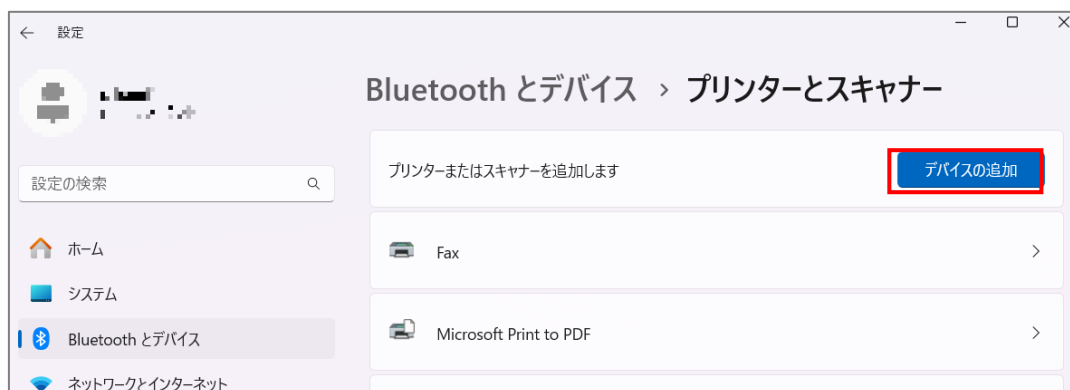 設定
Bluetooth とデバイス › プリンターとスキャナー
プリンターまたはスキャナーを追加します
デバイスの追加
設定の検索
ホーム
システム
Bluetooth とデバイス
ネットワークとインターネット
Fax
Microsoft Print to PDF